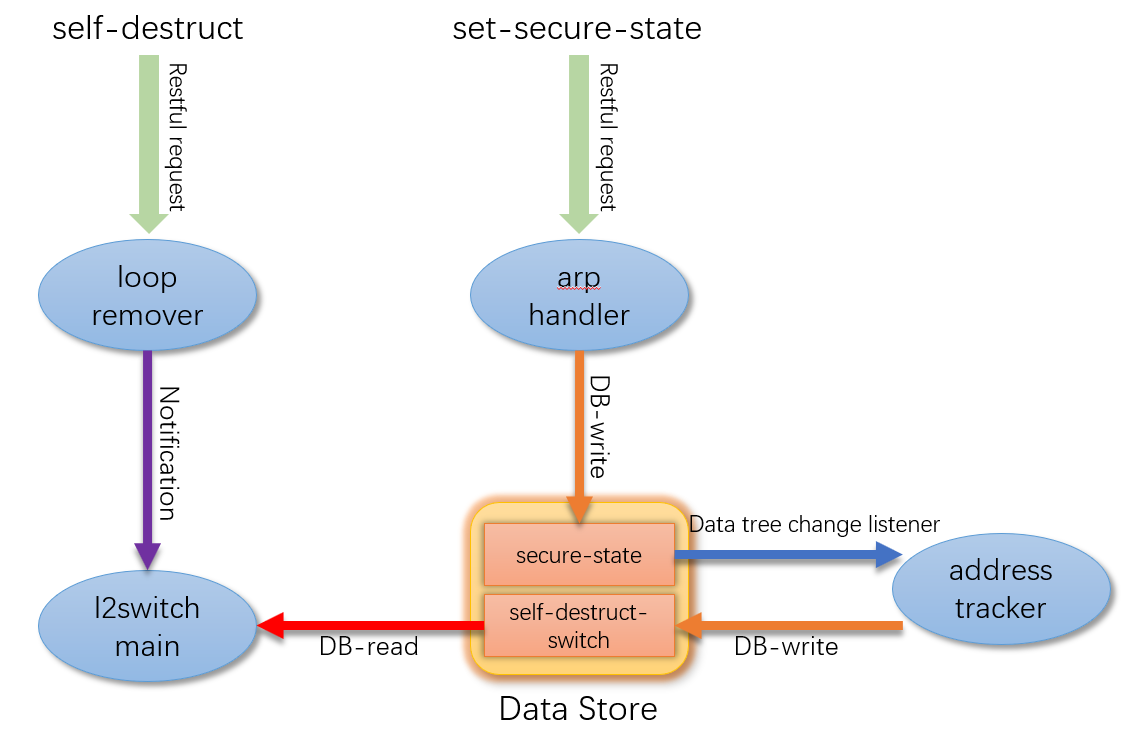 self-destruct
set-secure-state
Restful request
Restful request
loop
remover
arp
handler
Notification
DB-write
Data tree change listener
secure-state
address
tracker
self-destruct-
switch
l2switch
main
DB-read
DB-write
Data Store